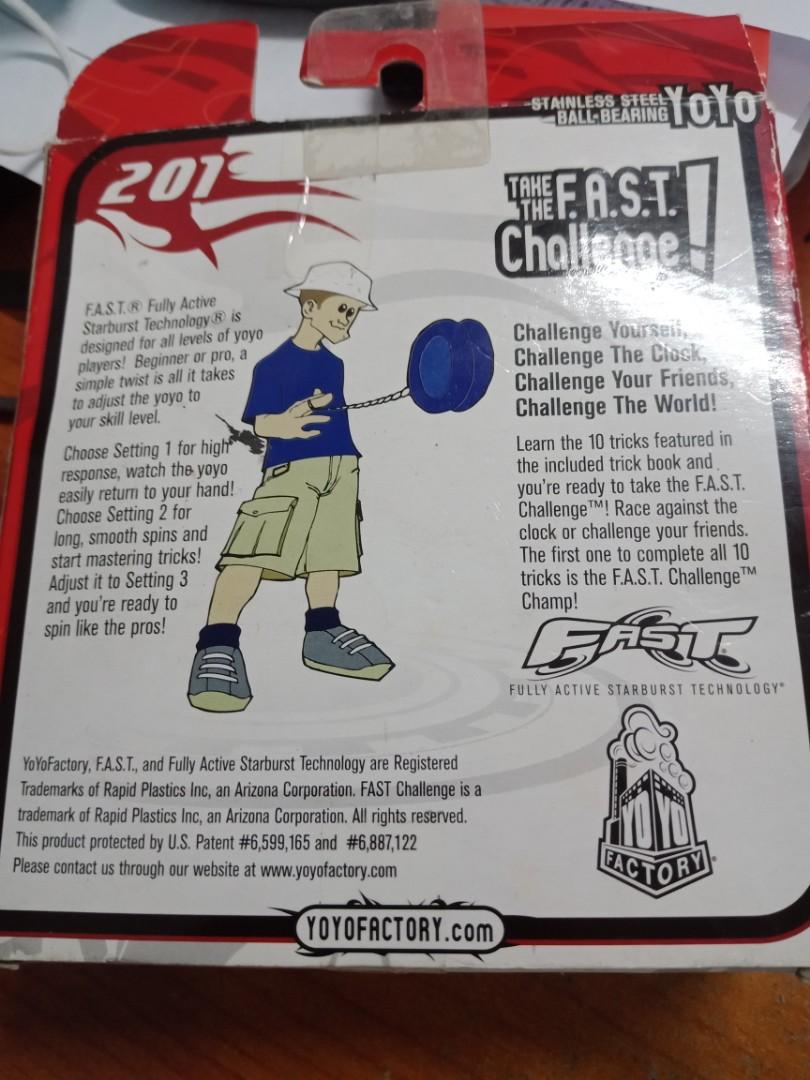 STAINLESS STEEL
BALL-BEARING YoYo
201
TAKE
THE F.A.S.T.
Challenge!
F.A.S.T.® Fully Active
Starburst Technology® is
designed for all levels of yoyo
players! Beginner or pro, a
simple twist is all it takes
to adjust the yoyo to
your skill level.
Choose Setting 1 for high
response, watch the yoyo
easily return to your hand!
Choose Setting 2 for
long, smooth spins and
start mastering tricks!
Adjust it to Setting 3
and you're ready to
spin like the pros!
Challenge Yourself,
Challenge The Clock,
Challenge Your Friends,
Challenge The World!
Learn the 10 tricks featured in
the included trick book and
you're ready to take the F.A.S.T.
Challenge™! Race against the
clock or challenge your friends.
The first one to complete all 10
tricks is the F.A.S.T. Challenge™
Champ!
FAST®
FULLY ACTIVE STARBURST TECHNOLOGY®
YOYO
FACTORY®
YoYoFactory, F.A.S.T., and Fully Active Starburst Technology are Registered
Trademarks of Rapid Plastics Inc, an Arizona Corporation. FAST Challenge is a
trademark of Rapid Plastics Inc, an Arizona Corporation. All rights reserved.
This product protected by U.S. Patent #6,599,165 and #6,887,122
Please contact us through our website at www.yoyofactory.com
YOYOFACTORY.com